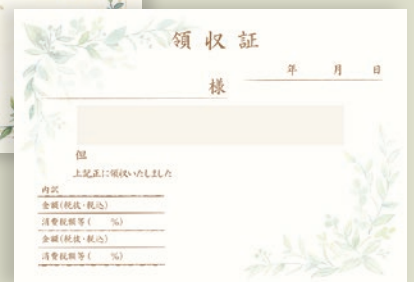 領収証
年 月 日
様
但
上記正に領収いたしました
内訳
金額(税抜・税込)
消費税額等( %)
金額(税抜・税込)
消費税額等( %)